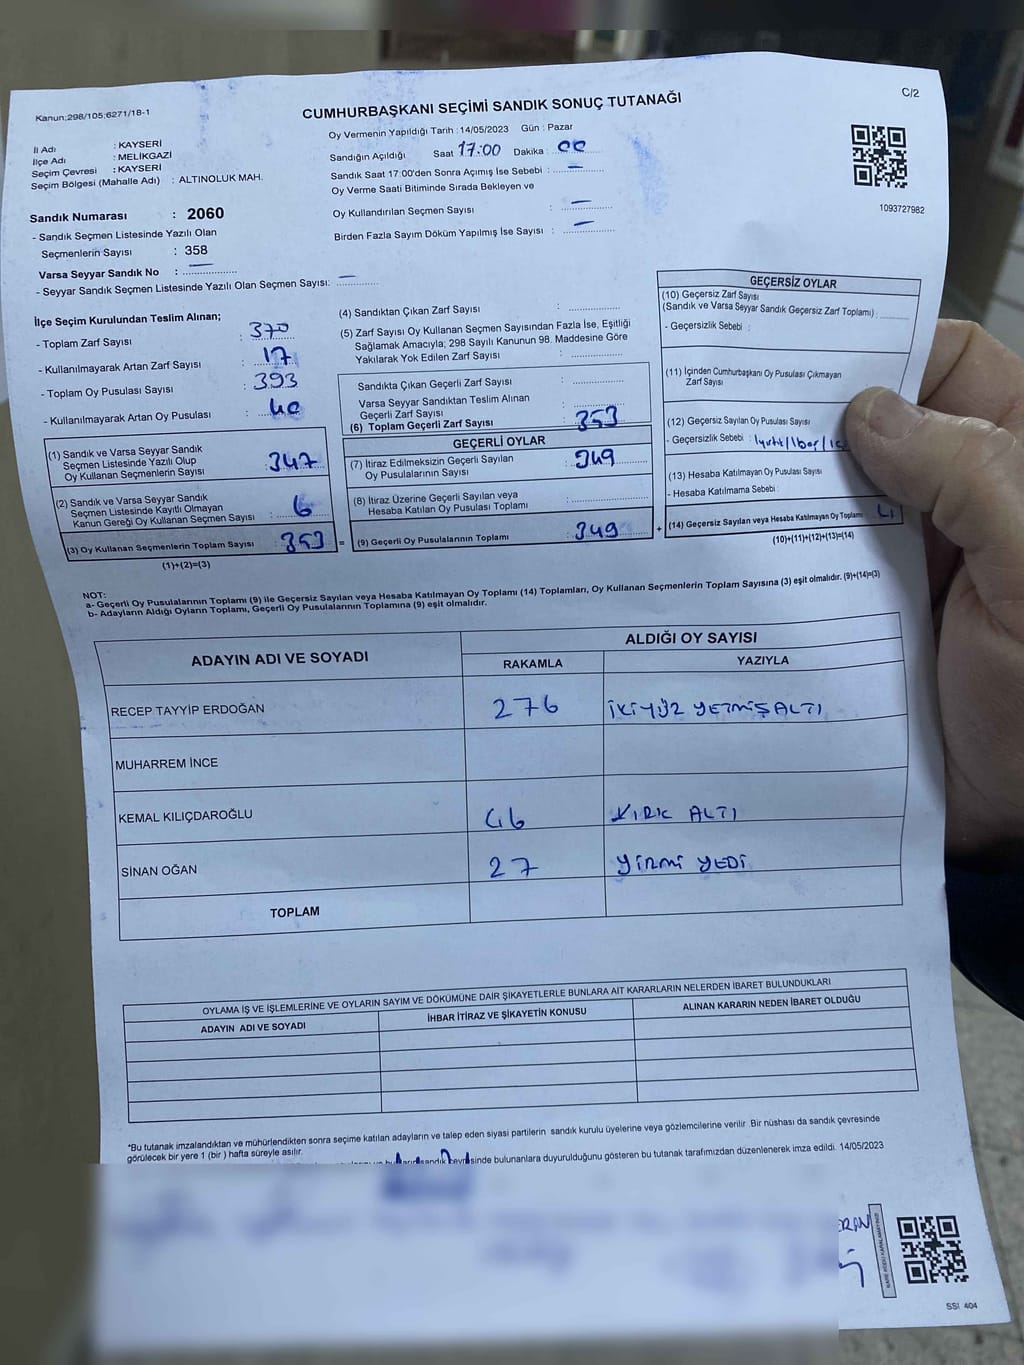 Kanun;298/105;6271/18-1
CUMHURBAŞKANI SEÇİMİ SANDIK SONUÇ TUTANAĞI
C/2
İl Adı : KAYSERİ
İlçe Adı : MELİKGAZİ
Seçim Çevresi : KAYSERİ
Seçim Bölgesi (Mahalle Adı) : ALTINOLUK MAH.
Oy Vermenin Yapıldığı Tarih : 14/05/2023 Gün : Pazar
Sandığın Açıldığı Saat 17:00 Dakika : 00
Sandık Saat 17:00'den Sonra Açımış İse Sebebi : —
Oy Verme Saati Bitiminde Sırada Bekleyen ve
Oy Kullandırılan Seçmen Sayısı : —
Birden Fazla Sayım Döküm Yapılmış İse Sayısı : —
1093727982
Sandık Numarası : 2060
- Sandık Seçmen Listesinde Yazılı Olan
Seçmenlerin Sayısı : 358
Varsa Seyyar Sandık No : —
- Seyyar Sandık Seçmen Listesinde Yazılı Olan Seçmen Sayısı: —
İlçe Seçim Kurulundan Teslim Alınan;
- Toplam Zarf Sayısı : 370
- Kullanılmayarak Artan Zarf Sayısı : 17
- Toplam Oy Pusulası Sayısı : 393
- Kullanılmayarak Artan Oy Pusulası : 40
(1) Sandık ve Varsa Seyyar Sandık
Seçmen Listesinde Yazılı Olup
Oy Kullanan Seçmenlerin Sayısı : 347
(2) Sandık ve Varsa Seyyar Sandık
Seçmen Listesinde Kayıtlı Olmayan
Kanun Gereği Oy Kullanan Seçmen Sayısı : 6
(3) Oy Kullanan Seçmenlerin Toplam Sayısı : 353 =
(1)+(2)=(3)
(4) Sandıktan Çıkan Zarf Sayısı :
(5) Zarf Sayısı Oy Kullanan Seçmen Sayısından Fazla İse, Eşitliği
Sağlamak Amacıyla; 298 Sayılı Kanunun 98. Maddesine Göre
Yakılarak Yok Edilen Zarf Sayısı :
Sandıkta Çıkan Geçerli Zarf Sayısı :
Varsa Seyyar Sandıktan Teslim Alınan
Geçerli Zarf Sayısı :
(6) Toplam Geçerli Zarf Sayısı : 353
GEÇERLİ OYLAR
(7) İtiraz Edilmeksizin Geçerli Sayılan
Oy Pusulalarının Sayısı : 349
(8) İtiraz Üzerine Geçerli Sayılan veya
Hesaba Katılan Oy Pusulası Toplamı :
(9) Geçerli Oy Pusulalarının Toplamı : 349 +
GEÇERSİZ OYLAR
(10) Geçersiz Zarf Sayısı
(Sandık ve Varsa Seyyar Sandık Geçersiz Zarf Toplamı) :
- Geçersizlik Sebebi :
(11) İçinden Cumhurbaşkanı Oy Pusulası Çıkmayan
Zarf Sayısı
(12) Geçersiz Sayılan Oy Pusulası Sayısı
- Geçersizlik Sebebi :
(13) Hesaba Katılmayan Oy Pusulası Sayısı
- Hesaba Katılmama Sebebi :
(14) Geçersiz Sayılan veya Hesaba Katılmayan Oy Toplamı 4
(10)+(11)+(12)+(13)=(14)
NOT:
a- Geçerli Oy Pusulalarının Toplamı (9) ile Geçersiz Sayılan veya Hesaba Katılmayan Oy Toplamı (14) Toplamları, Oy Kullanan Seçmenlerin Toplam Sayısına (3) eşit olmalıdır. (9)+(14)=(3)
b- Adayların Aldığı Oyların Toplamı, Geçerli Oy Pusulalarının Toplamına (9) eşit olmalıdır.
ADAYIN ADI VE SOYADI
ALDIĞI OY SAYISI
RAKAMLA YAZIYLA
RECEP TAYYİP ERDOĞAN 276 İKİYÜZ YETMİŞ ALTI
MUHARREM İNCE
KEMAL KILIÇDAROĞLU 46 KIRK ALTI
SİNAN OĞAN 27 YİRMİ YEDİ
TOPLAM
OYLAMA İŞ VE İŞLEMLERİNE VE OYLARIN SAYIM VE DÖKÜMÜNE DAİR ŞİKAYETLERLE BUNLARA AİT KARARLARIN NELERDEN İBARET BULUNDUKLARI
ADAYIN ADI VE SOYADI İHBAR İTİRAZ VE ŞİKAYETİN KONUSU ALINAN KARARIN NEDEN İBARET OLDUĞU
*Bu tutanak imzalandıktan ve mühürlendikten sonra seçime katılan adayların ve talep eden siyasi partilerin sandık kurulu üyelerine veya gözlemcilerine verilir Bir nüshası da sandık çevresinde
görülecek bir yere 1 (bir ) hafta süreyle asılır.
sandık çevresinde bulunanlara duyurulduğunu gösteren bu tutanak tarafımızdan düzenlenerek imza edildi. 14/05/2023
KARE KODU KARALAMAYINIZ!
SSI 404